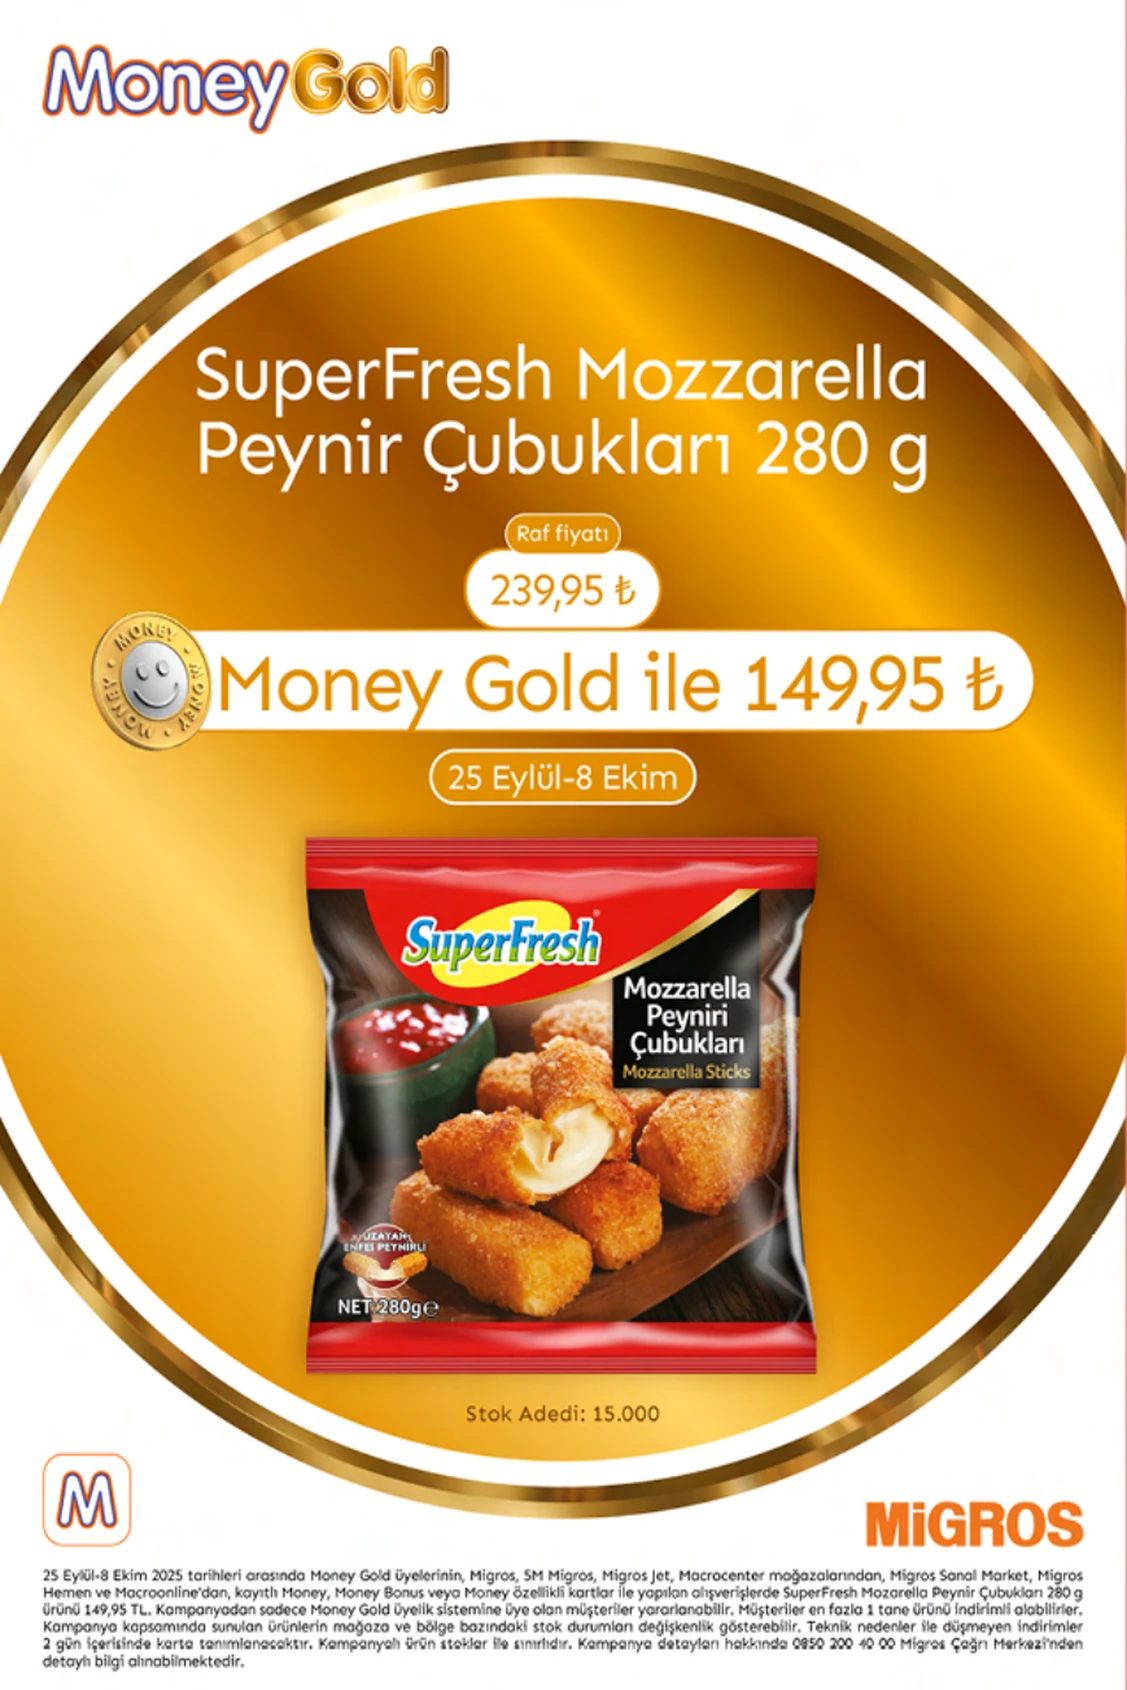 MoneyGold
SuperFresh Mozzarella
Peynir Çubukları 280 g
Raf fiyatı
239,95 ₺
MONEY · MONEY · MONEY
Money Gold ile 149,95 ₺
25 Eylül-8 Ekim
SuperFresh
Mozzarella
Peyniri
Çubukları
Mozzarella Sticks
UZAYAN
ENFES PEYNİRLİ
NET 280g℮
Stok Adedi: 15.000
M
MiGROS
25 Eylül-8 Ekim 2025 tarihleri arasında Money Gold üyelerinin, Migros, 5M Migros, Migros Jet, Macrocenter mağazalarından, Migros Sanal Market, Migros
Hemen ve Macroonline'dan, kayıtlı Money, Money Bonus veya Money özellikli kartlar ile yapılan alışverişlerde SuperFresh Mozarella Peynir Çubukları 280 g
ürünü 149,95 TL. Kampanyadan sadece Money Gold üyelik sistemine üye olan müşteriler yararlanabilir. Müşteriler en fazla 1 tane ürünü indirimli alabilirler.
Kampanya kapsamında sunulan ürünlerin mağaza ve bölge bazındaki stok durumları değişkenlik gösterebilir. Teknik nedenler ile düşmeyen indirimler
2 gün içerisinde karta tanımlanacaktır. Kampanyalı ürün stoklar ile sınırlıdır. Kampanya detayları hakkında 0850 200 40 00 Migros Çağrı Merkezi'nden
detaylı bilgi alınabilmektedir.